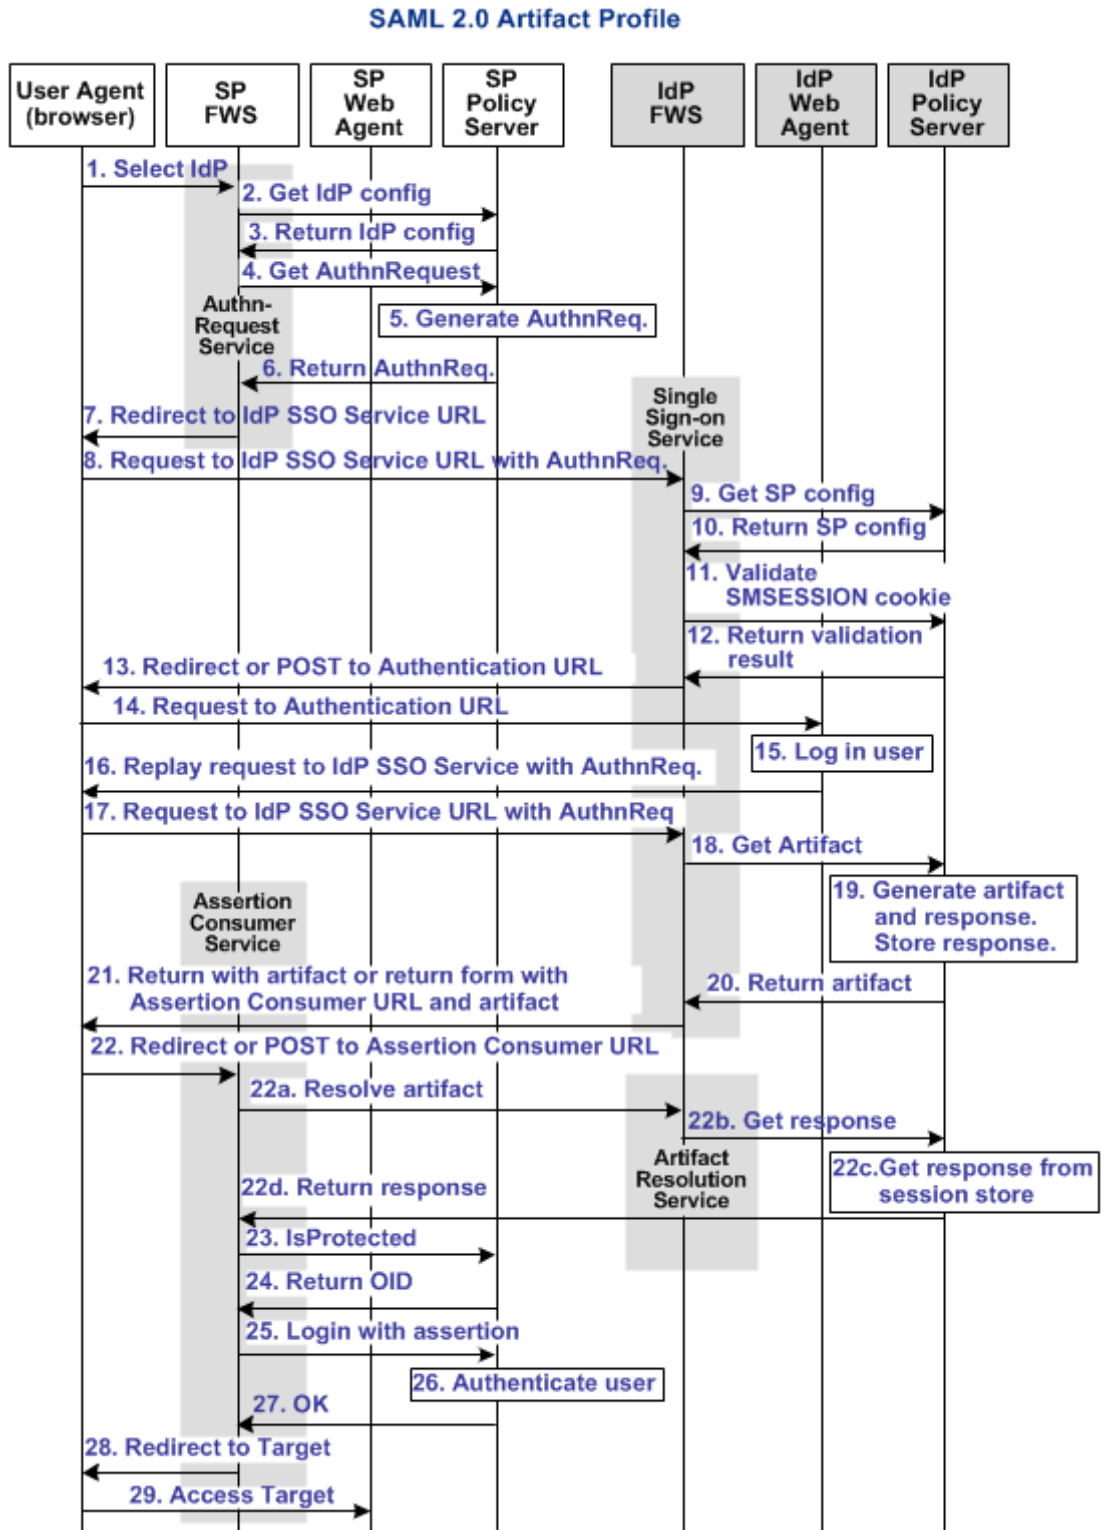 SAML 2.0 Artifact Profile
User Agent
(browser)
SP
FWS
SP
Web
Agent
SP
Policy
Server
IdP
FWS
IdP
Web
Agent
IdP
Policy
Server
1. Select IdP
2. Get IdP config
3. Return IdP config
4. Get AuthnRequest
Authn-
Request
Service
5. Generate AuthnReq.
6. Return AuthnReq.
Single
Sign-on
Service
7. Redirect to IdP SSO Service URL
8. Request to IdP SSO Service URL with AuthnReq.
9. Get SP config
10. Return SP config
11. Validate
SMSESSION cookie
12. Return validation
result
13. Redirect or POST to Authentication URL
14. Request to Authentication URL
15. Log in user
16. Replay request to IdP SSO Service with AuthnReq.
17. Request to IdP SSO Service URL with AuthnReq
18. Get Artifact
19. Generate artifact
and response.
Store response.
Assertion
Consumer
Service
20. Return artifact
21. Return with artifact or return form with
Assertion Consumer URL and artifact
22. Redirect or POST to Assertion Consumer URL
22a. Resolve artifact
22b. Get response
Artifact
Resolution
Service
22c.Get response from
session store
22d. Return response
23. IsProtected
24. Return OID
25. Login with assertion
26. Authenticate user
27. OK
28. Redirect to Target
29. Access Target